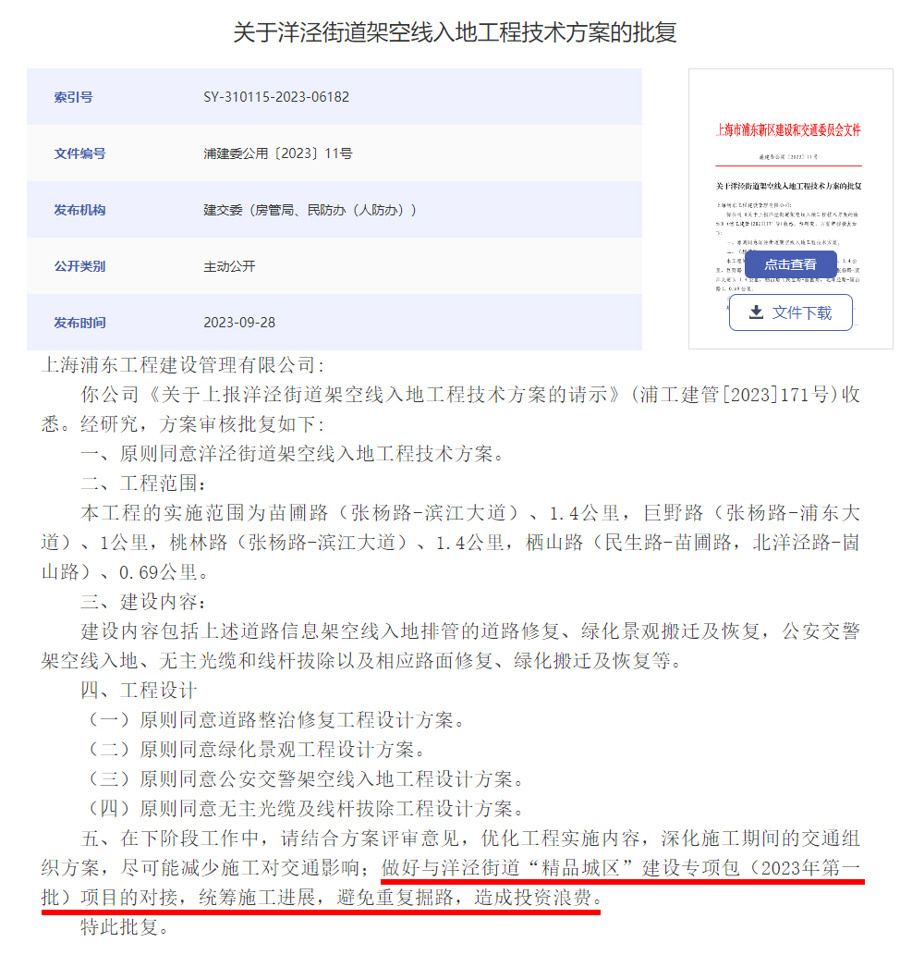 关于洋泾街道架空线入地工程技术方案的批复
索引号 SY-310115-2023-06182
文件编号 浦建委公用〔2023〕11号
发布机构 建交委（房管局、民防办（人防办））
公开类别 主动公开
发布时间 2023-09-28
上海市浦东新区建设和交通委员会文件
浦建委公用〔2023〕11号
关于洋泾街道架空线入地工程技术方案的批复
点击查看
文件下载
上海浦东工程建设管理有限公司:
你公司《关于上报洋泾街道架空线入地工程技术方案的请示》(浦工建管[2023]171号)收
悉。经研究，方案审核批复如下:
一、原则同意洋泾街道架空线入地工程技术方案。
二、工程范围:
本工程的实施范围为苗圃路（张杨路-滨江大道）、1.4公里，巨野路（张杨路-浦东大
道）、1公里，桃林路（张杨路-滨江大道）、1.4公里，栖山路（民生路-苗圃路，北洋泾路-崮
山路）、0.69公里。
三、建设内容:
建设内容包括上述道路信息架空线入地排管的道路修复、绿化景观搬迁及恢复，公安交警
架空线入地、无主光缆和线杆拔除以及相应路面修复、绿化搬迁及恢复等。
四、工程设计
（一）原则同意道路整治修复工程设计方案。
（二）原则同意绿化景观工程设计方案。
（三）原则同意公安交警架空线入地工程设计方案。
（四）原则同意无主光缆及线杆拔除工程设计方案。
五、在下阶段工作中，请结合方案评审意见，优化工程实施内容，深化施工期间的交通组
织方案，尽可能减少施工对交通影响；做好与洋泾街道“精品城区”建设专项包（2023年第一
批）项目的对接，统筹施工进展，避免重复掘路，造成投资浪费。
特此批复。